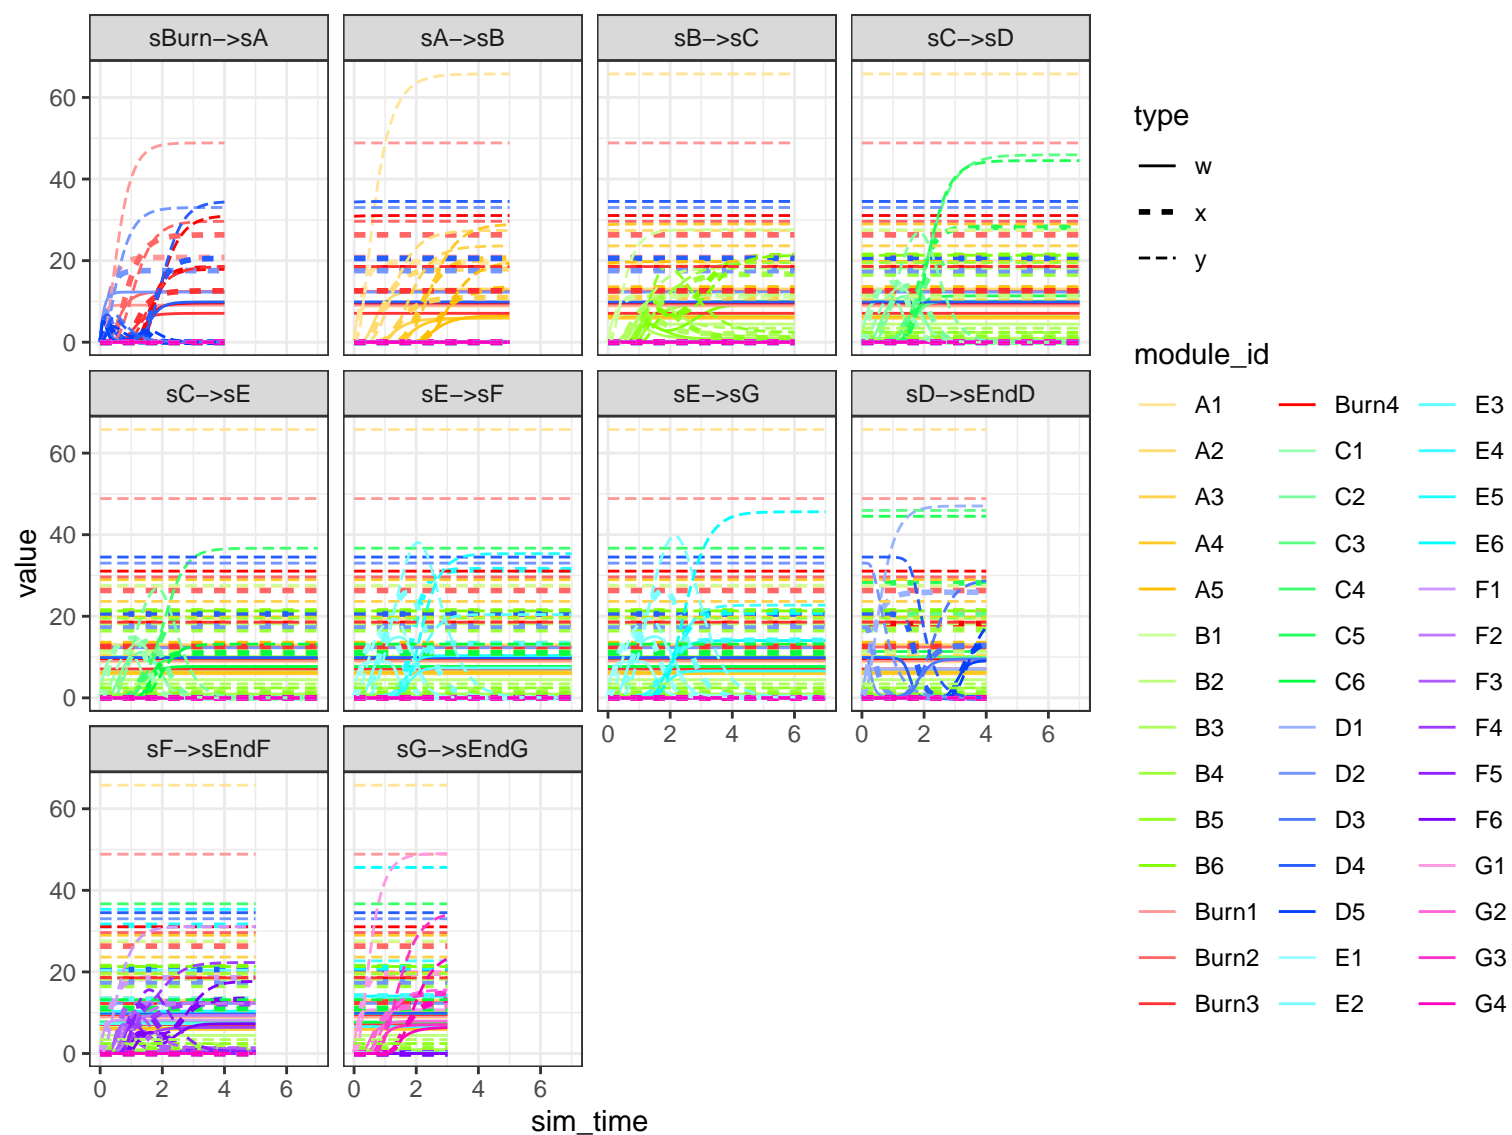 sBurn−>sA
sA−>sB
sB−>sC
sC−>sD
60
40
20
0
sC−>sE
sE−>sF
sE−>sG
sD−>sEndD
60
40
20
0
0 2 4 6
0 2 4 6
sF−>sEndF
sG−>sEndG
60
40
20
0
0 2 4 6
0 2 4 6
sim_time
value
type
w
x
y
module_id
A1
A2
A3
A4
A5
B1
B2
B3
B4
B5
B6
Burn1
Burn2
Burn3
Burn4
C1
C2
C3
C4
C5
C6
D1
D2
D3
D4
D5
E1
E2
E3
E4
E5
E6
F1
F2
F3
F4
F5
F6
G1
G2
G3
G4